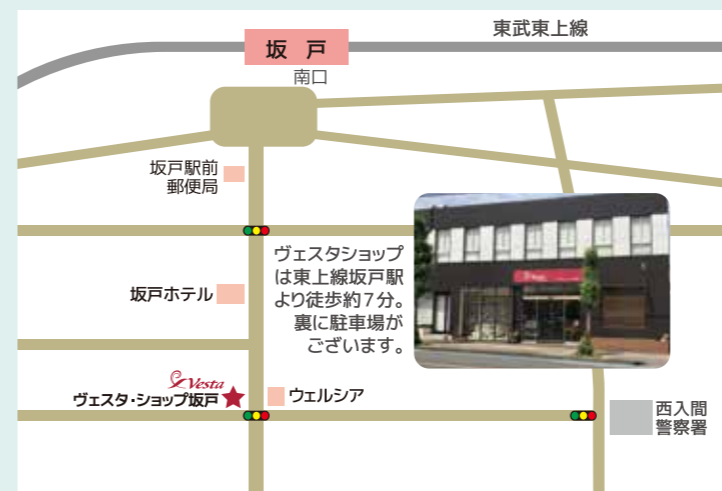 東武東上線
坂 戸
南口
坂戸駅前
郵便局
ヴェスタショップ
は東上線坂戸駅
より徒歩約7分。
裏に駐車場が
ございます。
坂戸ホテル
Vesta
ヴェスタ・ショップ坂戸
ウェルシア
西入間
警察署